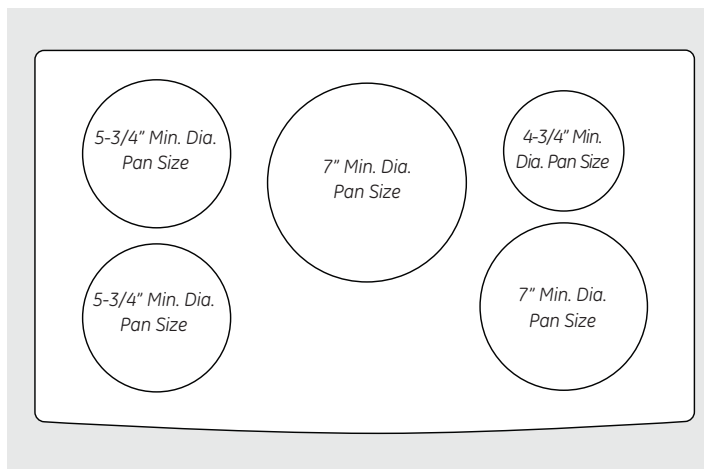 5-3/4" Min. Dia.
Pan Size
7" Min. Dia.
Pan Size
4-3/4" Min.
Dia. Pan Size
5-3/4" Min. Dia.
Pan Size
7" Min. Dia.
Pan Size